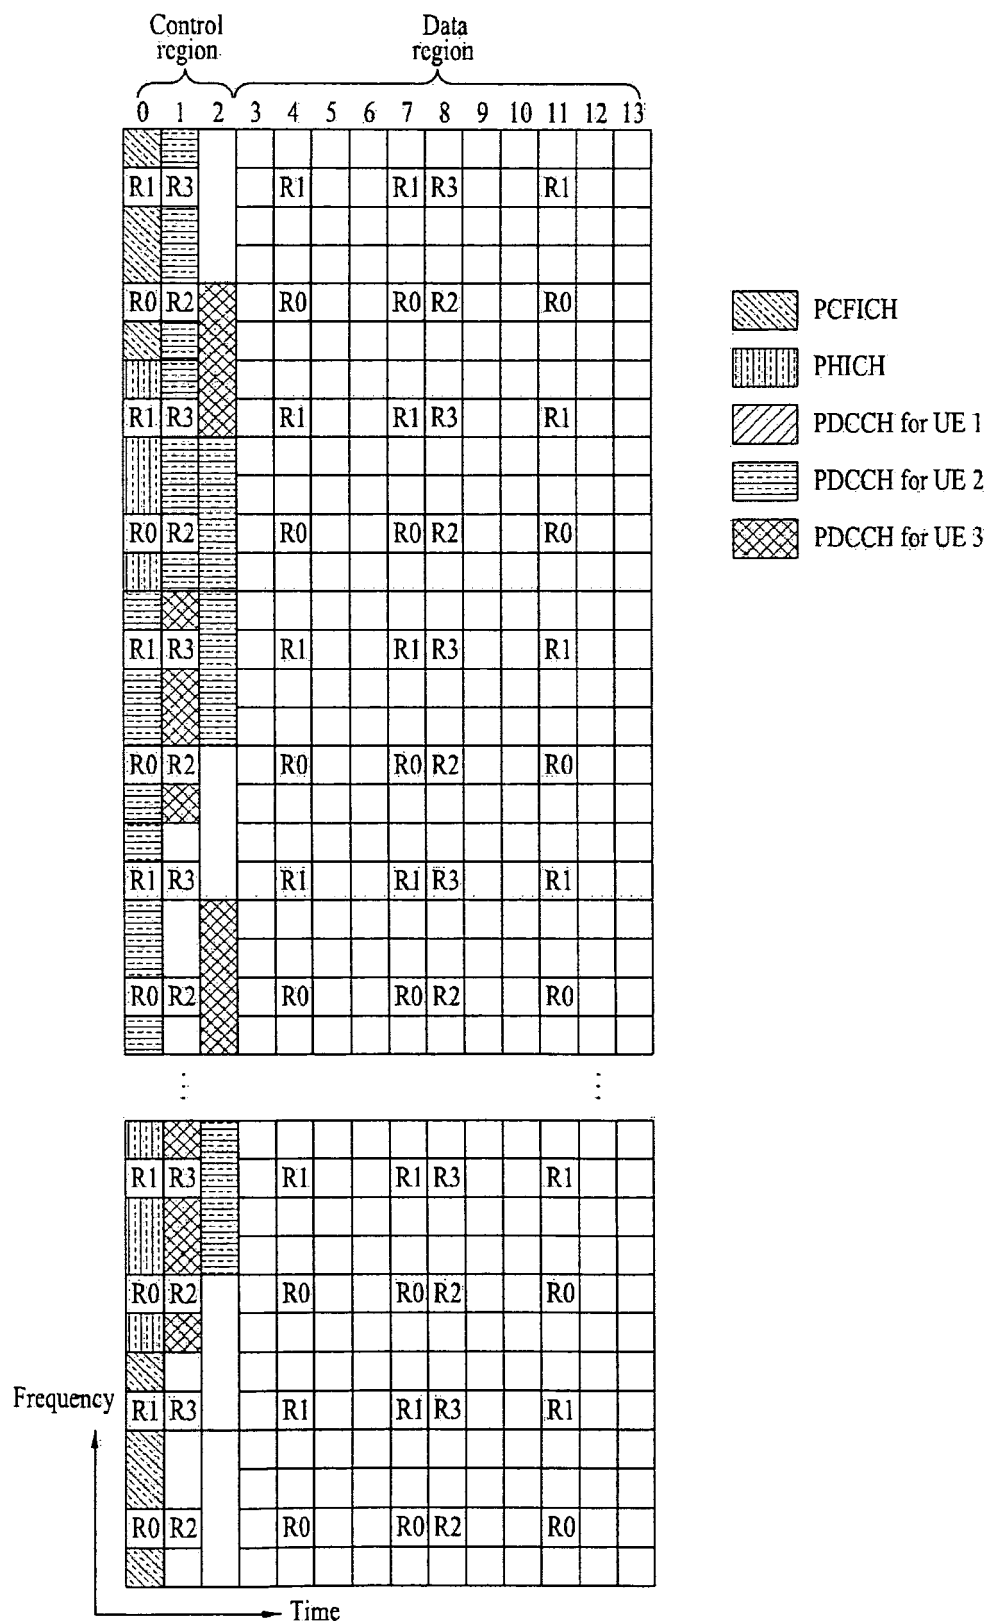 Control region
Data region
0 1 2 3 4 5 6 7 8 9 10 11 12 13
R1 R3 R1 R1 R3 R1
R0 R2 R0 R0 R2 R0
R1 R3 R1 R1 R3 R1
R0 R2 R0 R0 R2 R0
R1 R3 R1 R1 R3 R1
R0 R2 R0 R0 R2 R0
R1 R3 R1 R1 R3 R1
R0 R2 R0 R0 R2 R0
R1 R3 R1 R1 R3 R1
R0 R2 R0 R0 R2 R0
R1 R3 R1 R1 R3 R1
R0 R2 R0 R0 R2 R0
PCFICH
PHICH
PDCCH for UE 1
PDCCH for UE 2
PDCCH for UE 3
Frequency
Time